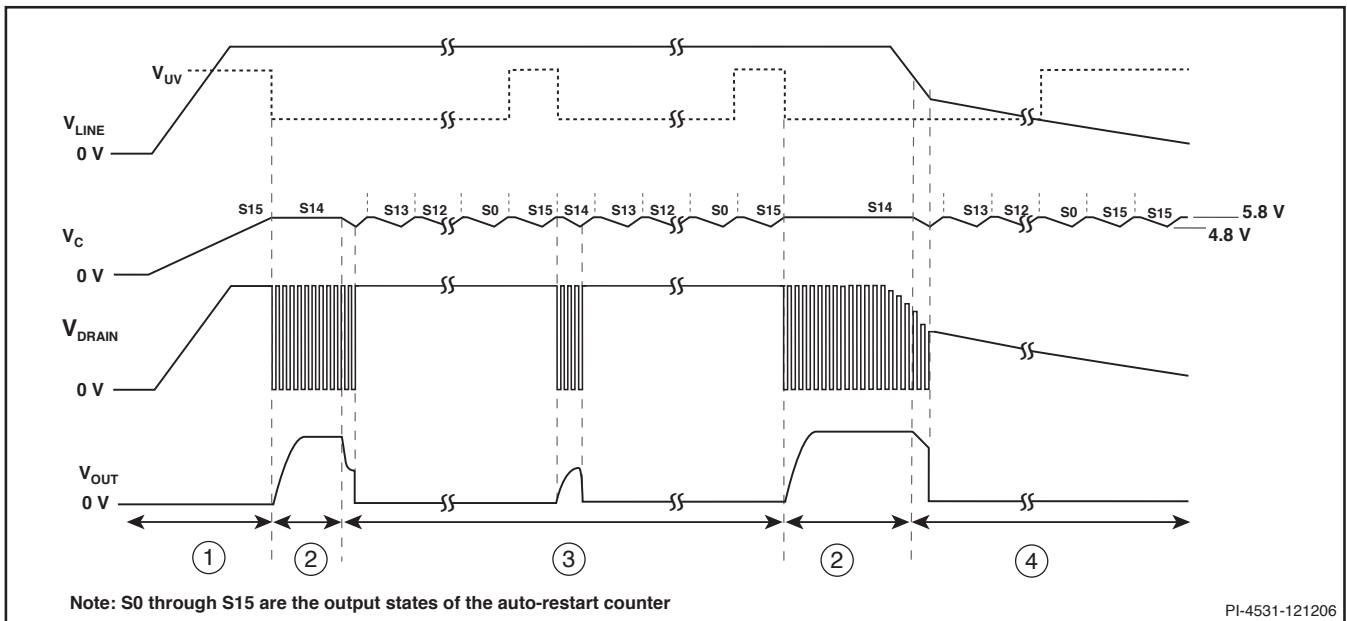 VUV
VLINE
0 V
S15 S14 S13 S12 S0 S15 S14 S13 S12 S0 S15 S14 S13 S12 S0 S15 S15
5.8 V
4.8 V
VC
0 V
VDRAIN
0 V
VOUT
0 V
1 2 3 2 4
Note: S0 through S15 are the output states of the auto-restart counter
PI-4531-121206